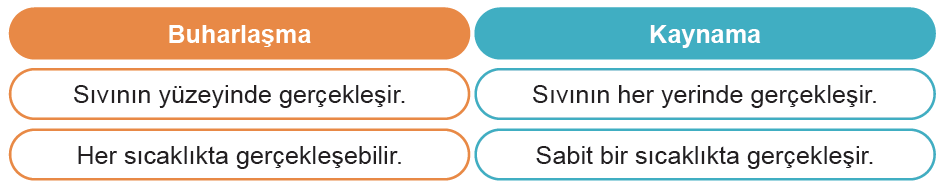 Buharlaşma
Kaynama
Sıvının yüzeyinde gerçekleşir.
Sıvının her yerinde gerçekleşir.
Her sıcaklıkta gerçekleşebilir.
Sabit bir sıcaklıkta gerçekleşir.